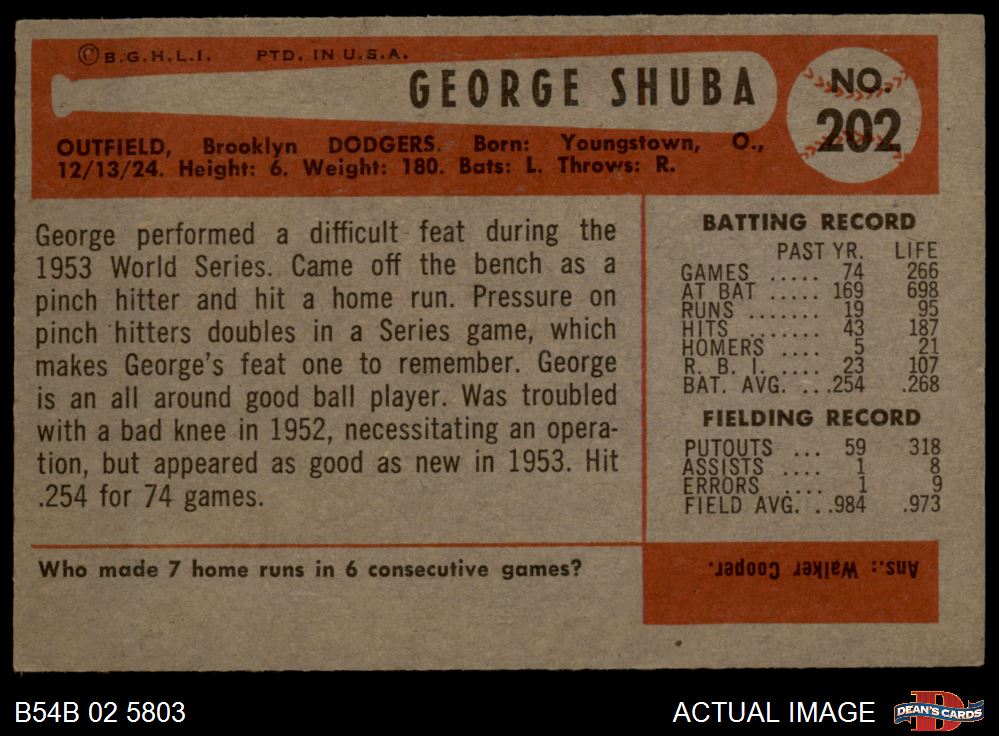 © B.G.H.L.I. PTD. IN U.S.A.
GEORGE SHUBA
NO.
202
OUTFIELD, Brooklyn DODGERS. Born: Youngstown, O.,
12/13/24. Height: 6. Weight: 180. Bats: L. Throws: R.
George performed a difficult feat during the
1953 World Series. Came off the bench as a
pinch hitter and hit a home run. Pressure on
pinch hitters doubles in a Series game, which
makes George's feat one to remember. George
is an all around good ball player. Was troubled
with a bad knee in 1952, necessitating an opera-
tion, but appeared as good as new in 1953. Hit
.254 for 74 games.
BATTING RECORD
PAST YR. LIFE
GAMES ..... 74 266
AT BAT ..... 169 698
RUNS ....... 19 95
HITS ....... 43 187
HOMERS .... 5 21
R. B. I. .... 23 107
BAT. AVG. ...254 .268
FIELDING RECORD
PUTOUTS ... 59 318
ASSISTS .... 1 8
ERRORS .... 1 9
FIELD AVG. ..984 .973
Who made 7 home runs in 6 consecutive games?
Ans.: Walker Cooper.
B54B 02 5803
ACTUAL IMAGE
DEAN'S CARDS